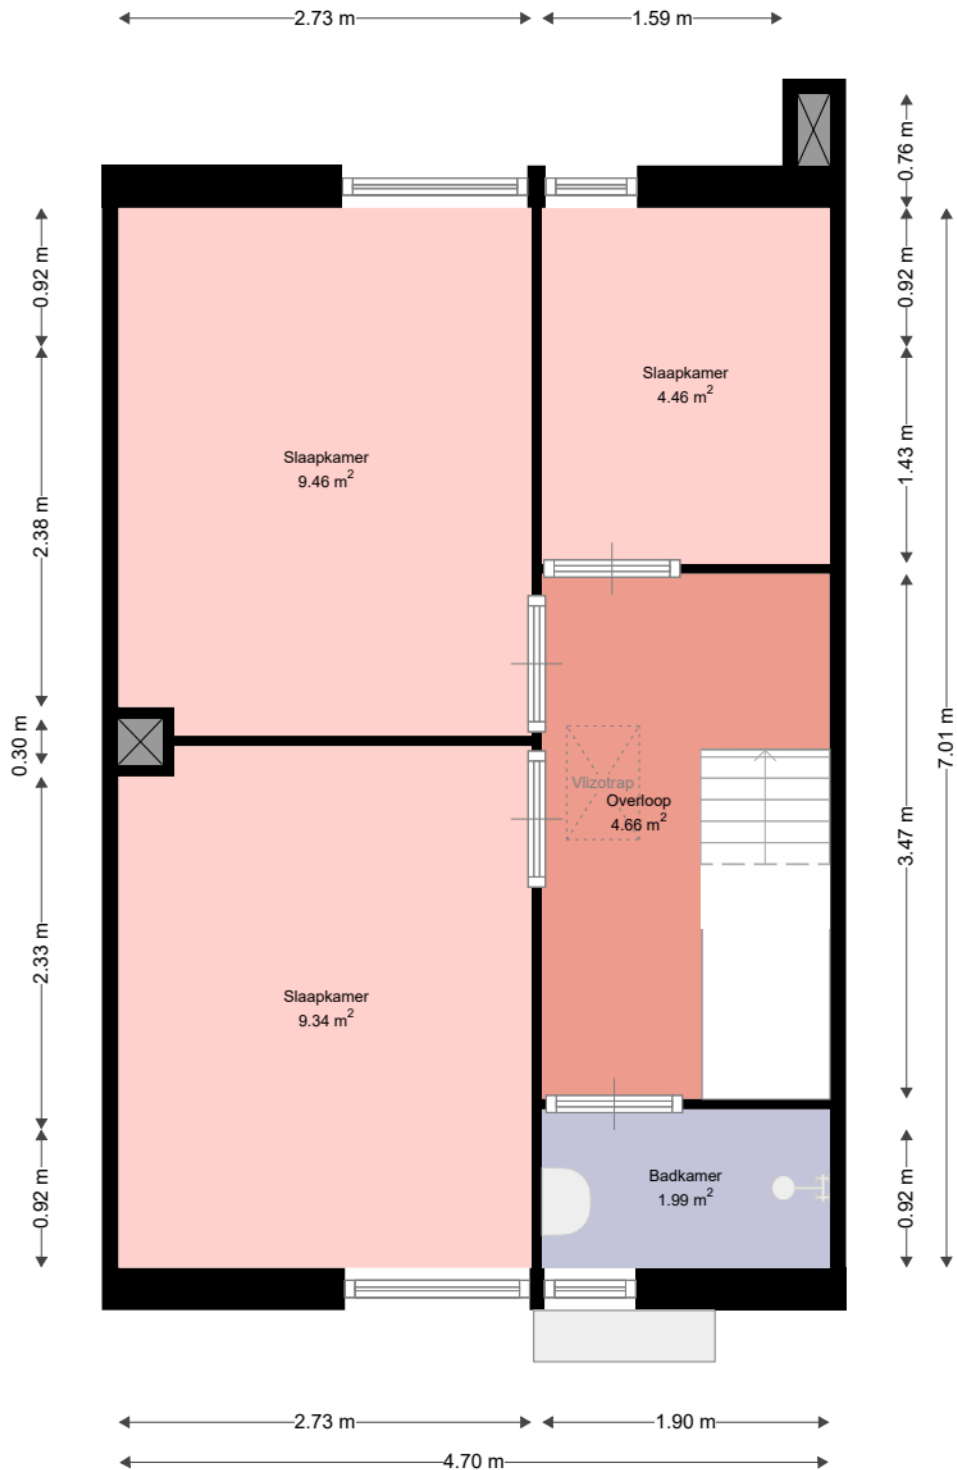 2.73 m
1.59 m
0.76 m
0.92 m
0.92 m
7.01 m
Slaapkamer
4.46 m²
1.43 m
Slaapkamer
9.46 m²
2.38 m
0.30 m
Vlizotrap
Overloop
4.66 m²
3.47 m
2.33 m
Slaapkamer
9.34 m²
Badkamer
1.99 m²
0.92 m
0.92 m
2.73 m
1.90 m
4.70 m